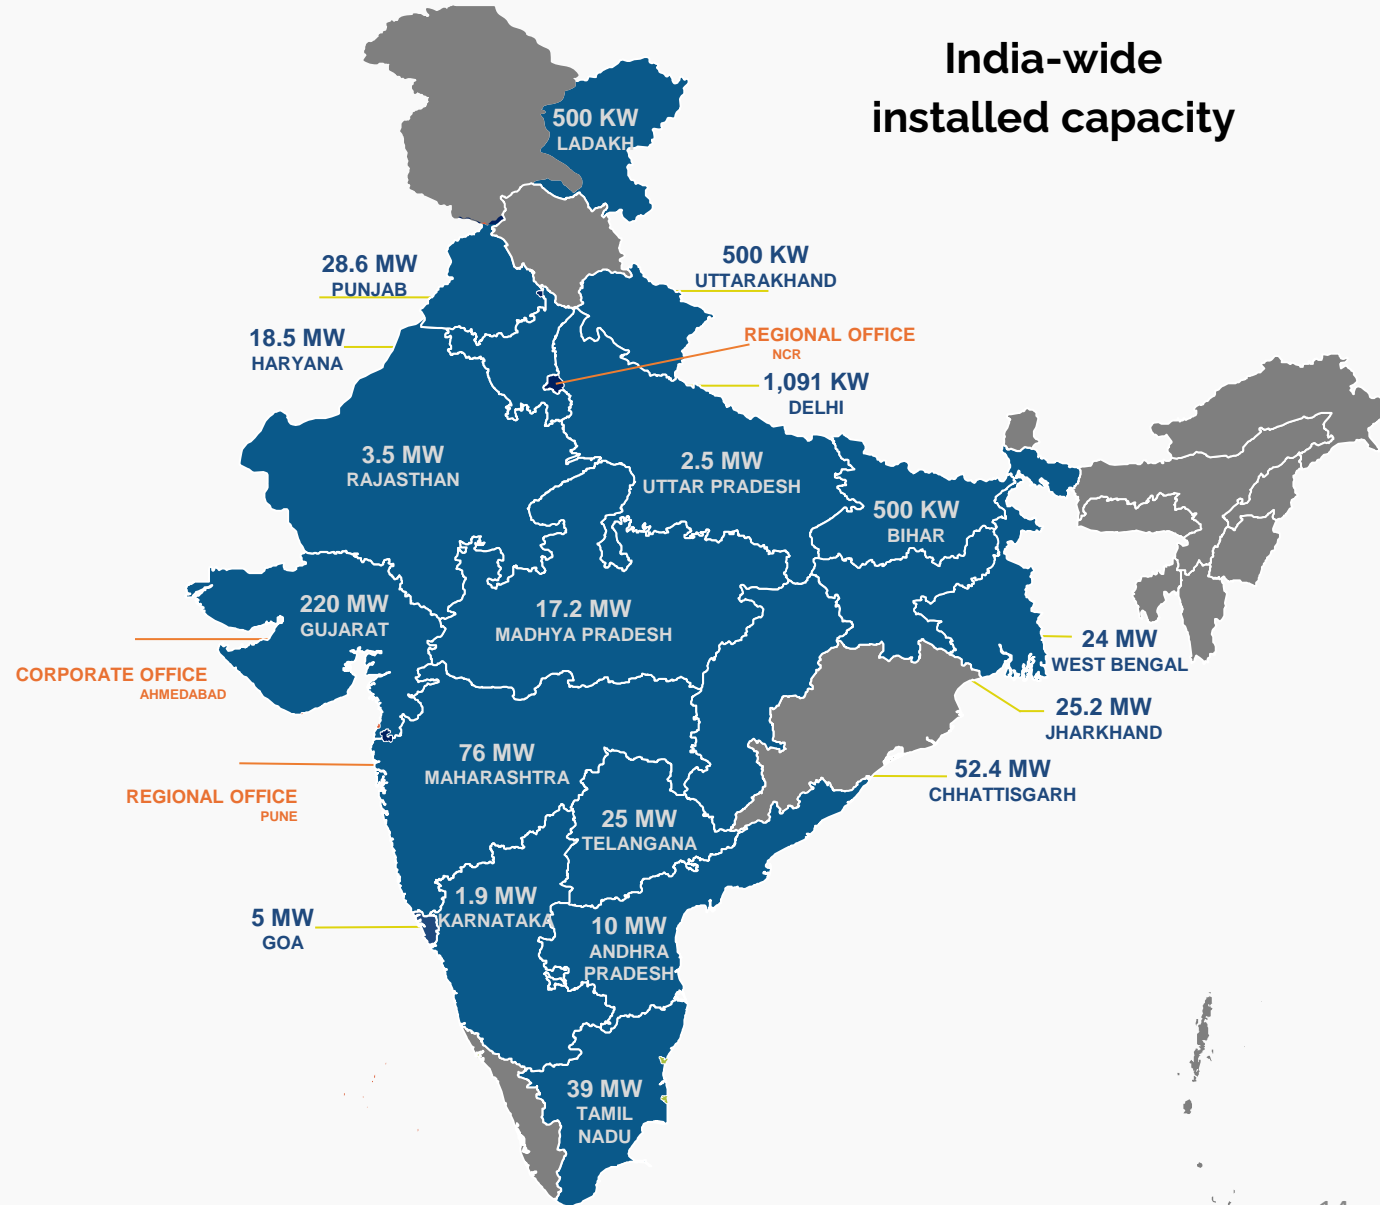 India-wide
installed capacity
500 KW
LADAKH
28.6 MW
PUNJAB
500 KW
UTTARAKHAND
18.5 MW
HARYANA
REGIONAL OFFICE
NCR
1,091 KW
DELHI
3.5 MW
RAJASTHAN
2.5 MW
UTTAR PRADESH
500 KW
BIHAR
220 MW
GUJARAT
17.2 MW
MADHYA PRADESH
24 MW
WEST BENGAL
CORPORATE OFFICE
AHMEDABAD
25.2 MW
JHARKHAND
76 MW
MAHARASHTRA
52.4 MW
CHHATTISGARH
REGIONAL OFFICE
PUNE
25 MW
TELANGANA
1.9 MW
KARNATAKA
5 MW
GOA
10 MW
ANDHRA
PRADESH
39 MW
TAMIL
NADU